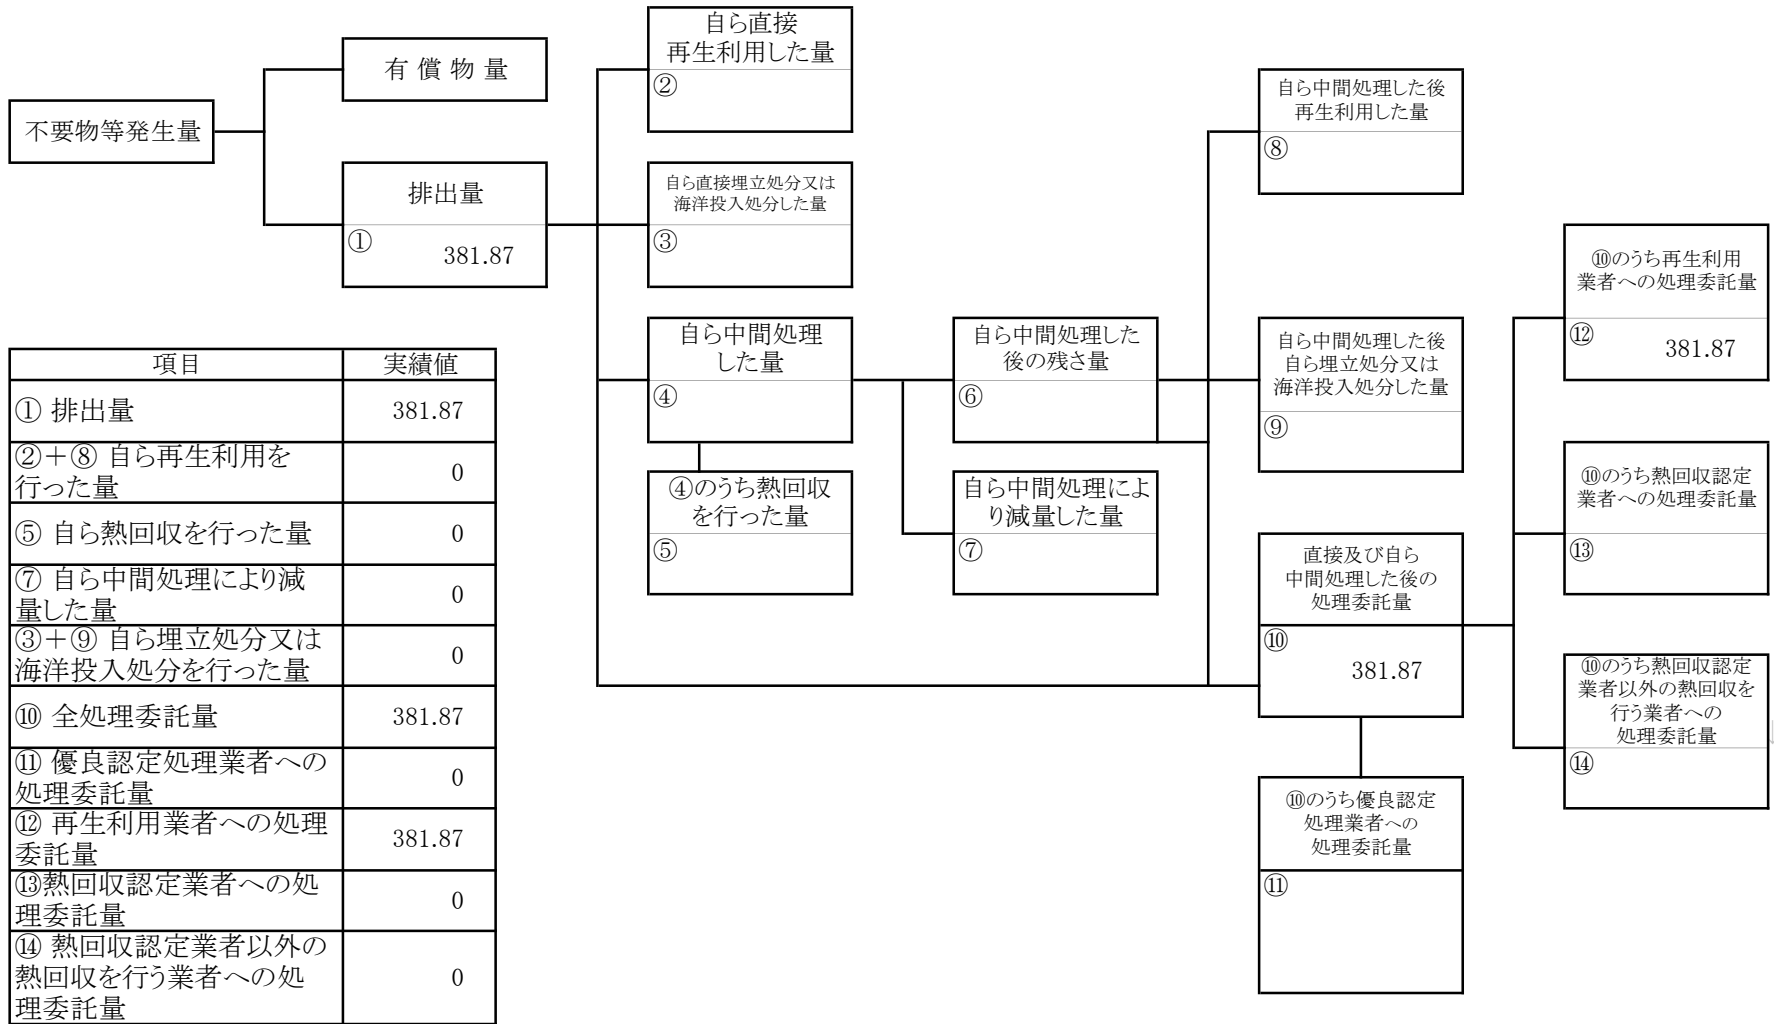 不要物等発生量
有 償 物 量
排出量
①
381.87
自ら直接
再生利用した量
②
自ら直接埋立処分又は
海洋投入処分した量
③
自ら中間処理
した量
④
④のうち熱回収
を行った量
⑤
自ら中間処理した
後の残さ量
⑥
自ら中間処理によ
り減量した量
⑦
自ら中間処理した後
再生利用した量
⑧
自ら中間処理した後
自ら埋立処分又は
海洋投入処分した量
⑨
直接及び自ら
中間処理した後の
処理委託量
⑩
381.87
⑩のうち優良認定
処理業者への
処理委託量
⑪
⑩のうち再生利用
業者への処理委託量
⑫
381.87
⑩のうち熱回収認定
業者への処理委託量
⑬
⑩のうち熱回収認定
業者以外の熱回収を
行う業者への
処理委託量
⑭
項目 実績値
① 排出量 381.87
②＋⑧ 自ら再生利用を
行った量 0
⑤ 自ら熱回収を行った量 0
⑦ 自ら中間処理により減
量した量 0
③＋⑨ 自ら埋立処分又は
海洋投入処分を行った量 0
⑩ 全処理委託量 381.87
⑪ 優良認定処理業者への
処理委託量 0
⑫ 再生利用業者への処理
委託量 381.87
⑬熱回収認定業者への処
理委託量 0
⑭ 熱回収認定業者以外の
熱回収を行う業者への処
理委託量 0